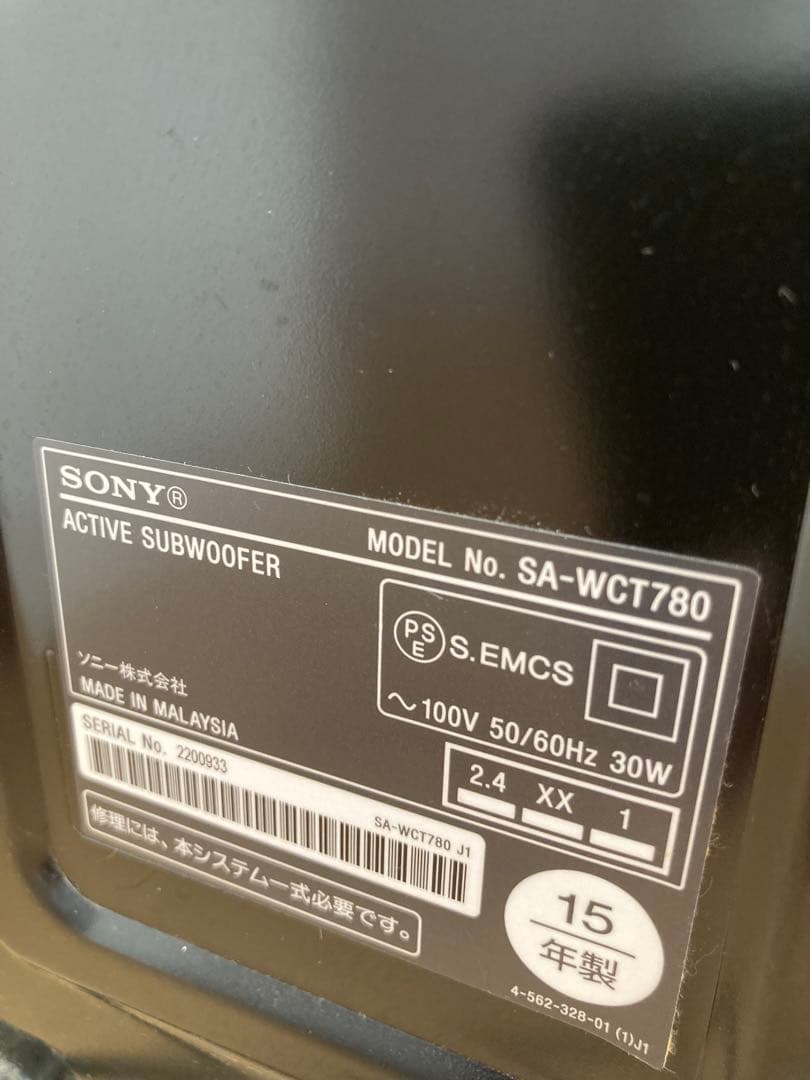 SONY®
ACTIVE SUBWOOFER
MODEL No. SA-WCT780
PSE S.EMCS
〜100V 50/60Hz 30W
ソニー株式会社
MADE IN MALAYSIA
2.4 XX 1
SERIAL No. 2200933
SA-WCT780 J1
修理には、本システム一式必要です。
15
年製
4-562-328-01 (1)J1